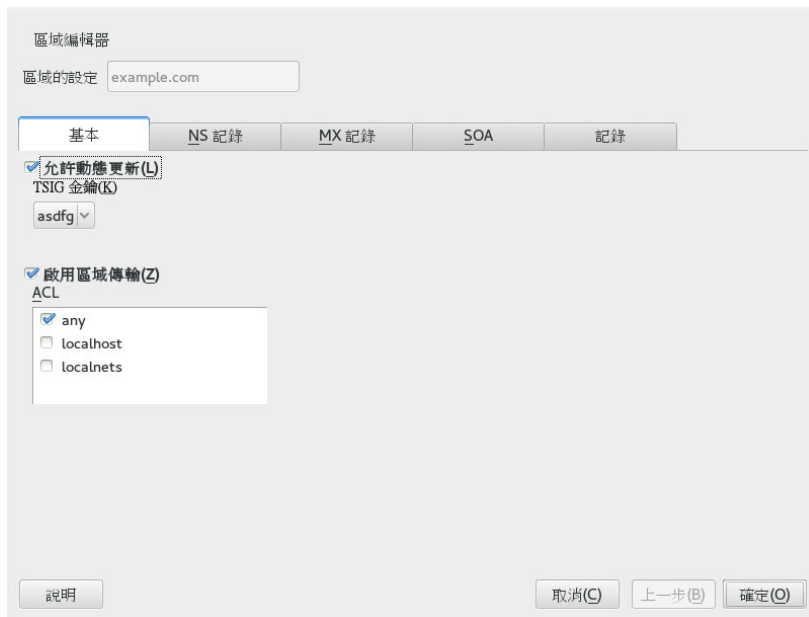 區域編輯器
區域的設定 example.com
基本 NS 記錄 MX 記錄 SOA 記錄
允許動態更新(L)
TSIG 金鑰(K)
asdfg
啟用區域傳輸(Z)
ACL
any
localhost
localnets
說明 取消(C) 上一步(B) 確定(O)